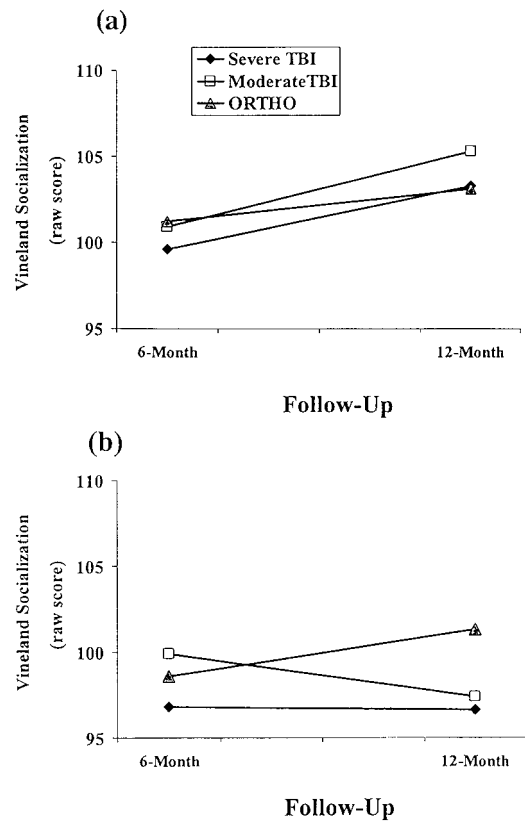 (a)
Severe TBI
ModerateTBI
ORTHO
110
105
100
95
Vineland Socialization
(raw score)
6-Month
12-Month
Follow-Up
(b)
110
105
100
95
Vineland Socialization
(raw score)
6-Month
12-Month
Follow-Up